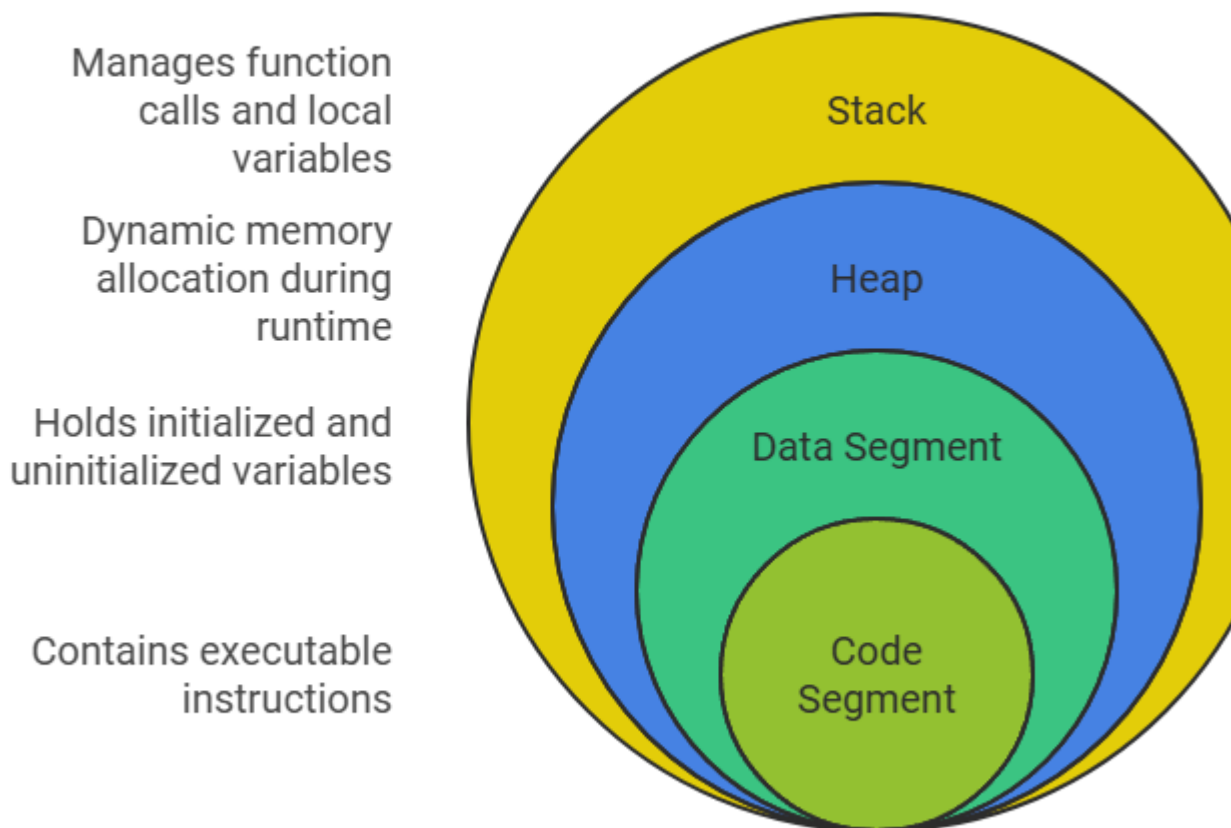 Manages function
calls and local
variables
Stack
Dynamic memory
allocation during
runtime
Heap
Holds initialized and
uninitialized variables
Data Segment
Contains executable
instructions
Code
Segment